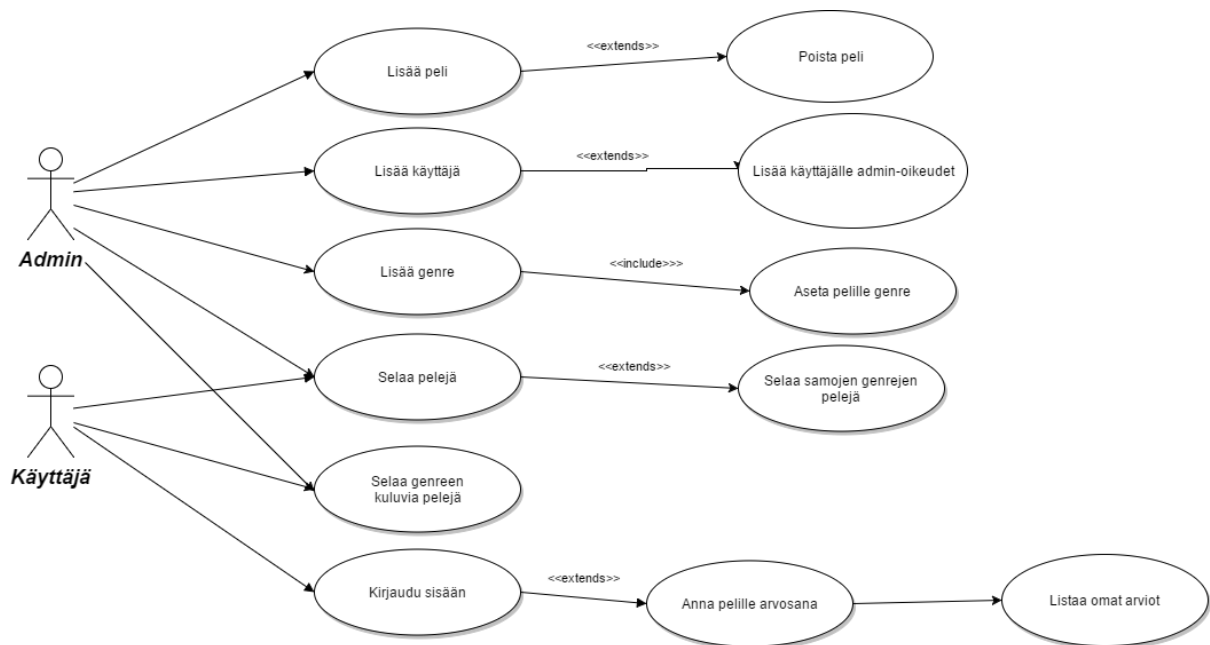 <<extends>>
Lisää peli
Poista peli
<<extends>>
Lisää käyttäjä
Lisää käyttäjälle admin-oikeudet
Admin
<<include>>>
Lisää genre
Aseta pelille genre
<<extends>>
Selaa pelejä
Selaa samojen genrejen
pelejä
Käyttäjä
Selaa genreen
kuluvia pelejä
<<extends>>
Kirjaudu sisään
Anna pelille arvosana
Listaa omat arviot